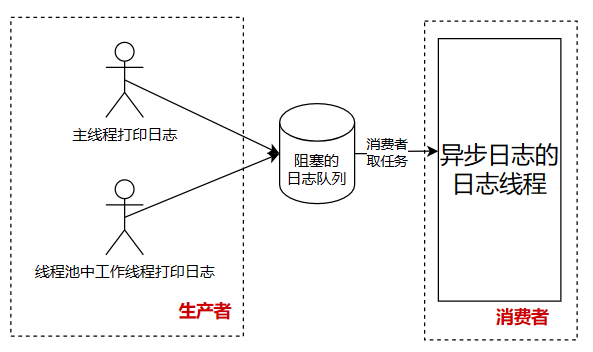 主线程打印日志
线程池中工作线程打印日志
生产者
阻塞的
日志队列
消费者
取任务
异步日志的
日志线程
消费者